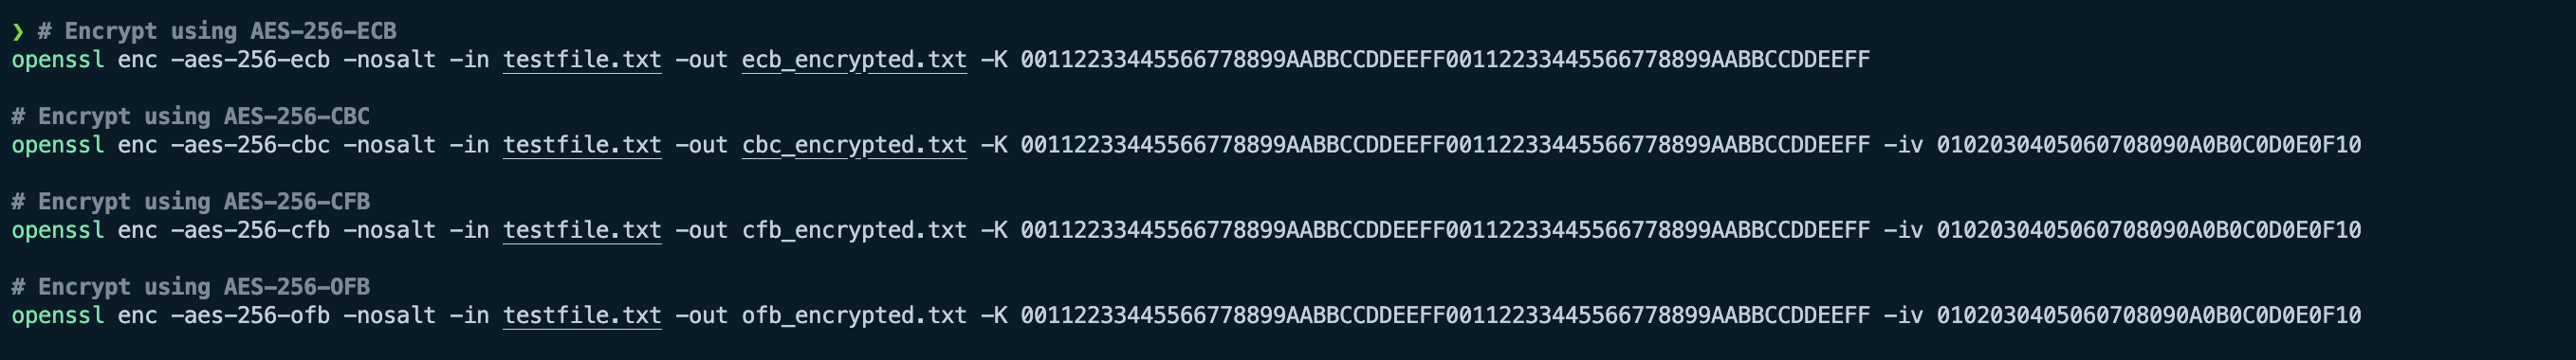 ❯ # Encrypt using AES-256-ECB
openssl enc -aes-256-ecb -nosalt -in testfile.txt -out ecb_encrypted.txt -K 00112233445566778899AABBCCDDEEFF00112233445566778899AABBCCDDEEFF
# Encrypt using AES-256-CBC
openssl enc -aes-256-cbc -nosalt -in testfile.txt -out cbc_encrypted.txt -K 00112233445566778899AABBCCDDEEFF00112233445566778899AABBCCDDEEFF -iv 0102030405060708090A0B0C0D0E0F10
# Encrypt using AES-256-CFB
openssl enc -aes-256-cfb -nosalt -in testfile.txt -out cfb_encrypted.txt -K 00112233445566778899AABBCCDDEEFF00112233445566778899AABBCCDDEEFF -iv 0102030405060708090A0B0C0D0E0F10
# Encrypt using AES-256-OFB
openssl enc -aes-256-ofb -nosalt -in testfile.txt -out ofb_encrypted.txt -K 00112233445566778899AABBCCDDEEFF00112233445566778899AABBCCDDEEFF -iv 0102030405060708090A0B0C0D0E0F10